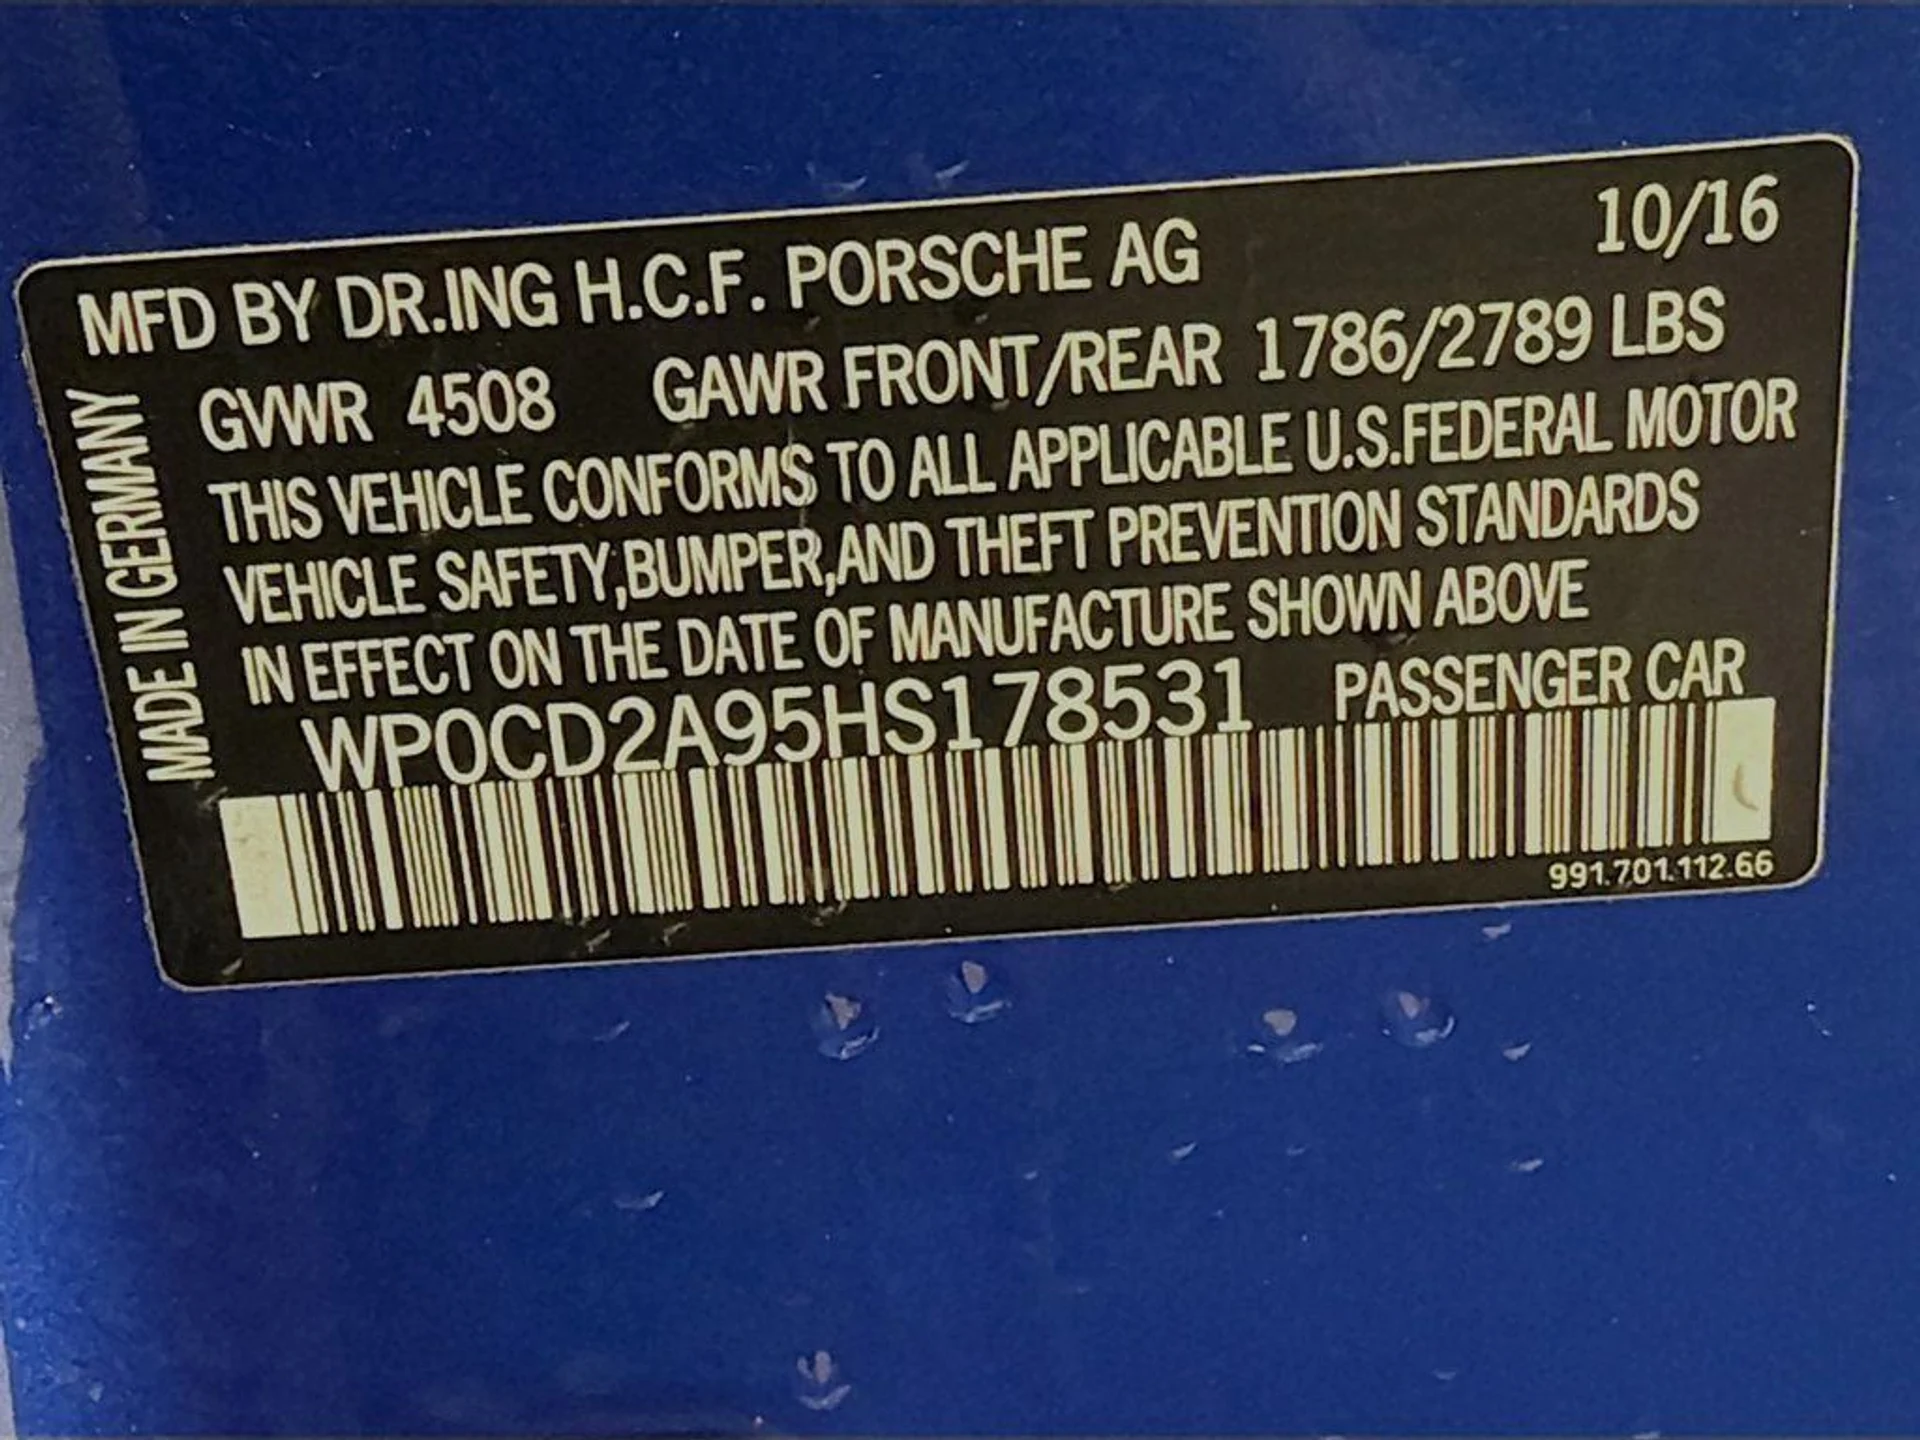 10/16
MFD BY DR.ING H.C.F. PORSCHE AG
GVWR 4508 GAWR FRONT/REAR 1786/2789 LBS
THIS VEHICLE CONFORMS TO ALL APPLICABLE U.S.FEDERAL MOTOR
VEHICLE SAFETY,BUMPER,AND THEFT PREVENTION STANDARDS
IN EFFECT ON THE DATE OF MANUFACTURE SHOWN ABOVE
WP0CD2A95HS178531 PASSENGER CAR
991.701.112.66
MADE IN GERMANY